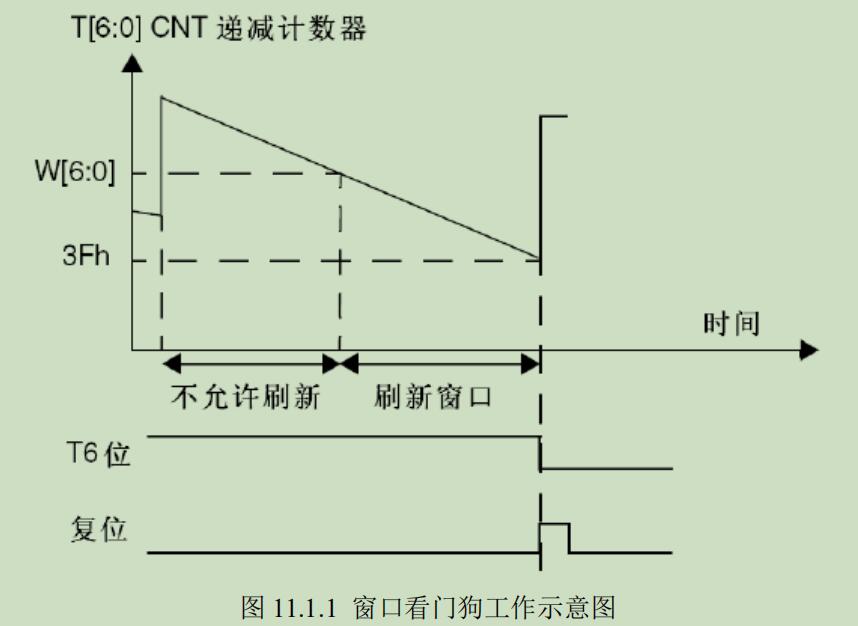 T[6:0] CNT 递减计数器
W[6:0]
3Fh
时间
不允许刷新
刷新窗口
T6位
复位
图 11.1.1 窗口看门狗工作示意图